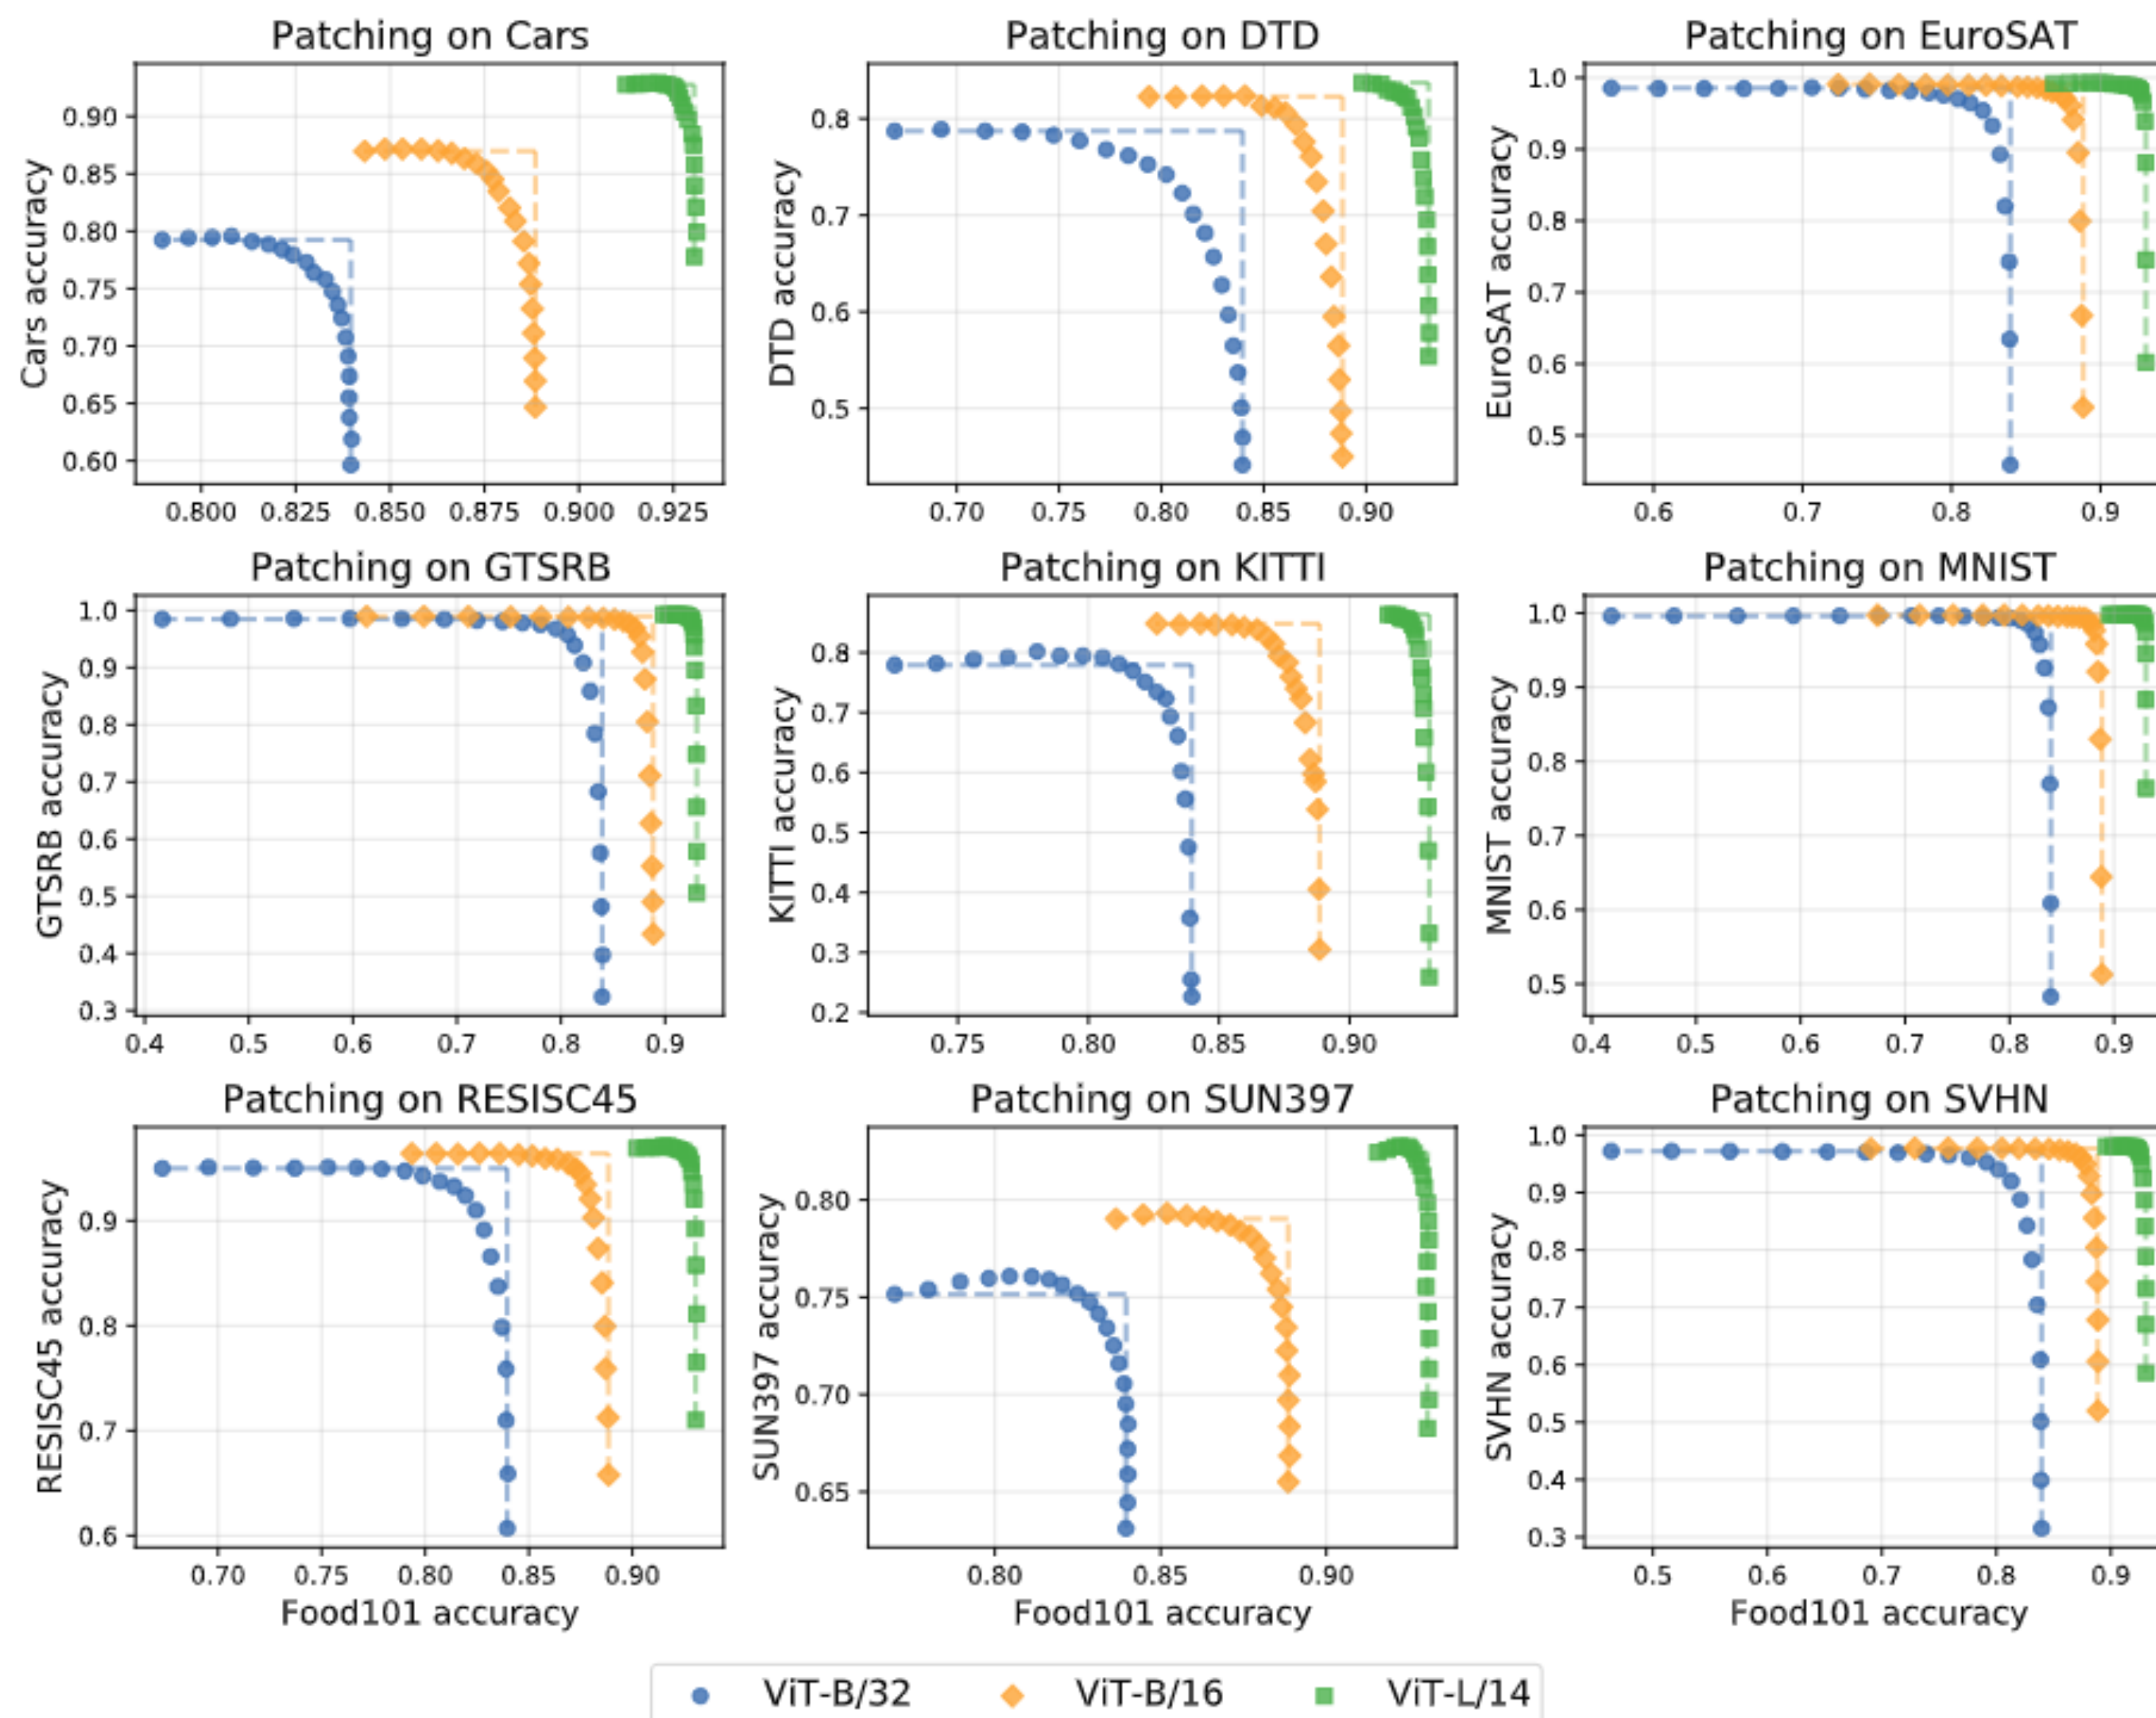 Patching on Cars
Cars accuracy
0.90
0.85
0.80
0.75
0.70
0.65
0.60
0.800 0.825 0.850 0.875 0.900 0.925
Patching on DTD
DTD accuracy
0.8
0.7
0.6
0.5
0.70 0.75 0.80 0.85 0.90
Patching on EuroSAT
EuroSAT accuracy
1.0
0.9
0.8
0.7
0.6
0.5
0.6 0.7 0.8 0.9
Patching on GTSRB
GTSRB accuracy
1.0
0.9
0.8
0.7
0.6
0.5
0.4
0.3
0.4 0.5 0.6 0.7 0.8 0.9
Patching on KITTI
KITTI accuracy
0.8
0.7
0.6
0.5
0.4
0.3
0.2
0.75 0.80 0.85 0.90
Patching on MNIST
MNIST accuracy
1.0
0.9
0.8
0.7
0.6
0.5
0.4 0.5 0.6 0.7 0.8 0.9
Patching on RESISC45
RESISC45 accuracy
0.9
0.8
0.7
0.6
0.70 0.75 0.80 0.85 0.90
Food101 accuracy
Patching on SUN397
SUN397 accuracy
0.80
0.75
0.70
0.65
0.80 0.85 0.90
Food101 accuracy
Patching on SVHN
SVHN accuracy
1.0
0.9
0.8
0.7
0.6
0.5
0.4
0.3
0.5 0.6 0.7 0.8 0.9
Food101 accuracy
ViT-B/32 ViT-B/16 ViT-L/14